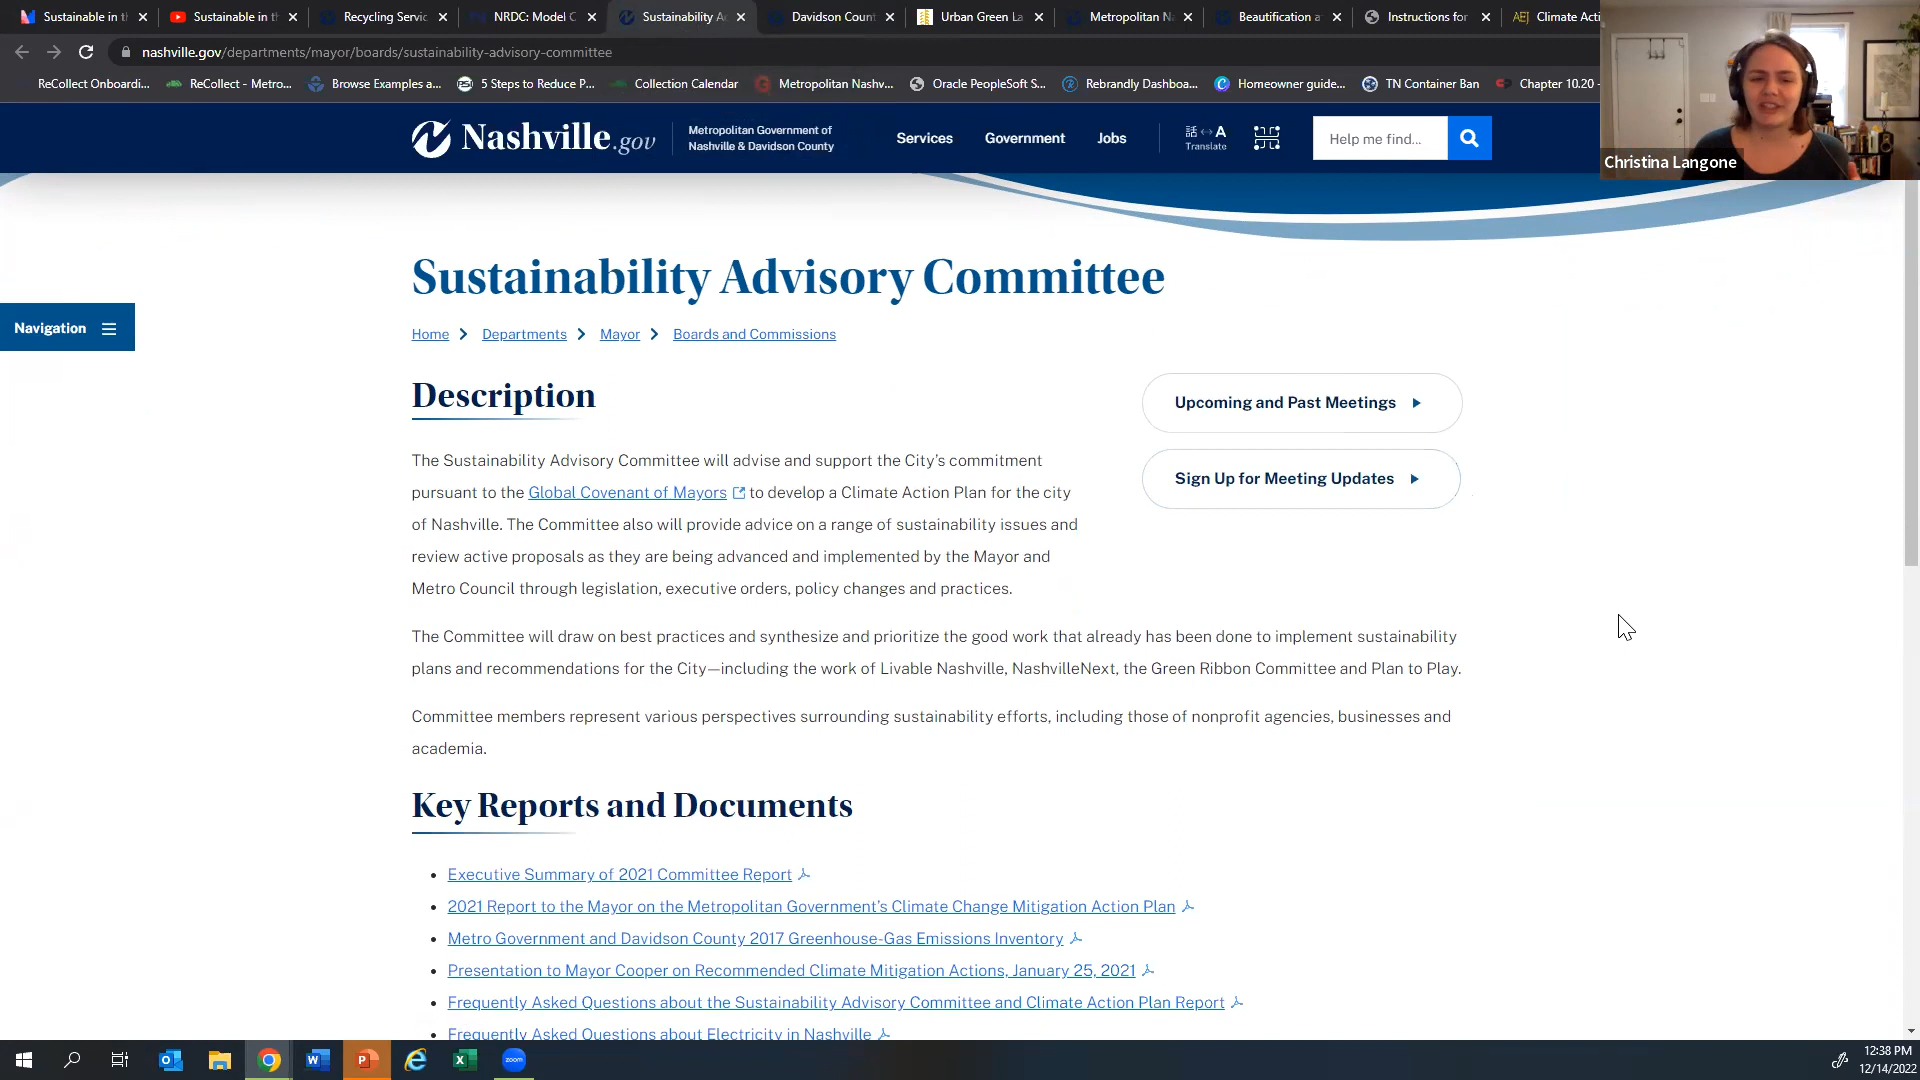 Sustainable in th
Sustainable in th
Recycling Servic
NRDC: Model C
Sustainability A
Davidson Count
Urban Green La
Metropolitan Na
Beautification a
Instructions for
Climate Acti
nashville.gov/departments/mayor/boards/sustainability-advisory-committee
ReCollect Onboardi...
ReCollect - Metro...
Browse Examples a...
5 Steps to Reduce P...
Collection Calendar
Metropolitan Nashv...
Oracle PeopleSoft S...
Rebrandly Dashboa...
Homeowner guide...
TN Container Ban
Chapter 10.20 -
Nashville.gov
Metropolitan Government of
Nashville & Davidson County
Services
Government
Jobs
Translate
Help me find...
Christina Langone
Sustainability Advisory Committee
Navigation
Home > Departments > Mayor > Boards and Commissions
Description
Upcoming and Past Meetings
Sign Up for Meeting Updates
The Sustainability Advisory Committee will advise and support the City's commitment
pursuant to the Global Covenant of Mayors to develop a Climate Action Plan for the city
of Nashville. The Committee also will provide advice on a range of sustainability issues and
review active proposals as they are being advanced and implemented by the Mayor and
Metro Council through legislation, executive orders, policy changes and practices.
The Committee will draw on best practices and synthesize and prioritize the good work that already has been done to implement sustainability
plans and recommendations for the City—including the work of Livable Nashville, NashvilleNext, the Green Ribbon Committee and Plan to Play.
Committee members represent various perspectives surrounding sustainability efforts, including those of nonprofit agencies, businesses and
academia.
Key Reports and Documents
• Executive Summary of 2021 Committee Report
• 2021 Report to the Mayor on the Metropolitan Government's Climate Change Mitigation Action Plan
• Metro Government and Davidson County 2017 Greenhouse-Gas Emissions Inventory
• Presentation to Mayor Cooper on Recommended Climate Mitigation Actions, January 25, 2021
• Frequently Asked Questions about the Sustainability Advisory Committee and Climate Action Plan Report
• Frequently Asked Questions about Electricity in Nashville
zoom
12:38 PM
12/14/2022